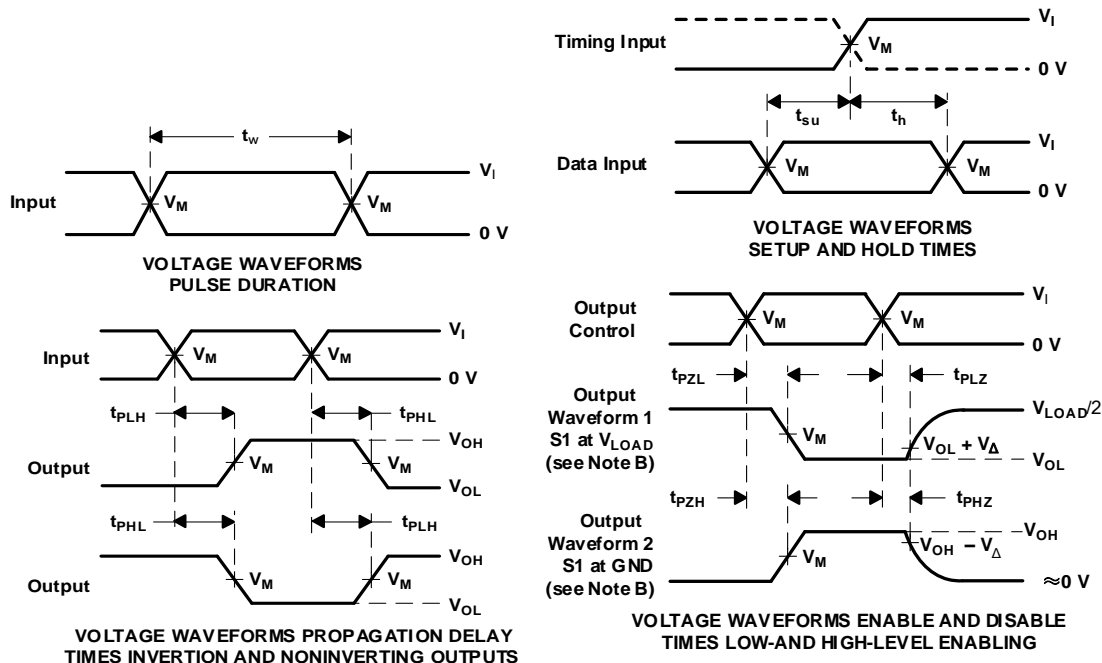 t_w
V_I
Input
V_M
V_M
0 V
VOLTAGE WAVEFORMS
PULSE DURATION
Timing Input
V_I
V_M
0 V
t_su
t_h
Data Input
V_I
V_M
V_M
0 V
VOLTAGE WAVEFORMS
SETUP AND HOLD TIMES
Input
V_I
V_M
V_M
0 V
t_PLH
t_PHL
Output
V_OH
V_M
V_M
V_OL
t_PHL
t_PLH
Output
V_OH
V_M
V_M
V_OL
VOLTAGE WAVEFORMS PROPAGATION DELAY
TIMES INVERTION AND NONINVERTING OUTPUTS
Output
Control
V_I
V_M
V_M
0 V
t_PZL
t_PLZ
Output
Waveform 1
S1 at V_LOAD
(see Note B)
V_LOAD/2
V_M
V_OL + V_Δ
V_OL
t_PZH
t_PHZ
Output
Waveform 2
S1 at GND
(see Note B)
V_OH
V_M
V_OH − V_Δ
≈0 V
VOLTAGE WAVEFORMS ENABLE AND DISABLE
TIMES LOW-AND HIGH-LEVEL ENABLING